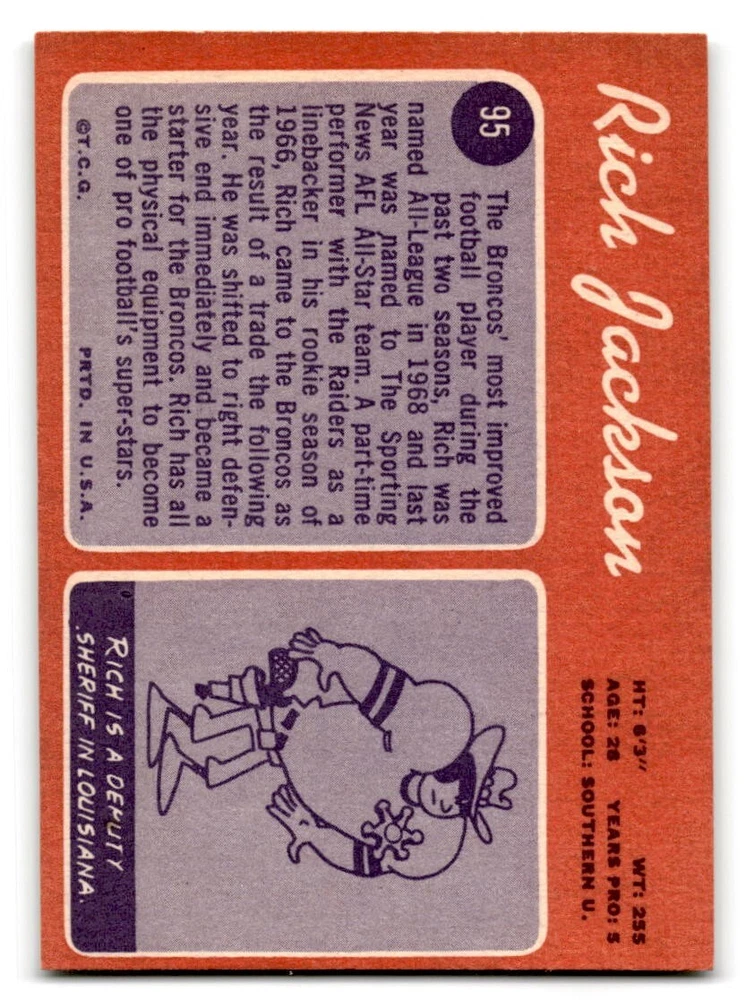 Rich Jackson
HT: 6'3" WT: 255
AGE: 28 YEARS PRO: 5
SCHOOL: SOUTHERN U.
95
The Broncos' most improved
football player during the
past two seasons, Rich was
named All-League in 1968 and last
year was named to The Sporting
News AFL All-Star team. A part-time
performer with the Raiders as a
linebacker in his rookie season of
1966, Rich came to the Broncos as
the result of a trade the following
year. He was shifted to right defen-
sive end immediately and became a
starter for the Broncos. Rich has all
the physical equipment to become
one of pro football's super-stars.
©T.C.G. PRTD. IN U.S.A.
RICH IS A DEPUTY
SHERIFF IN LOUISIANA.